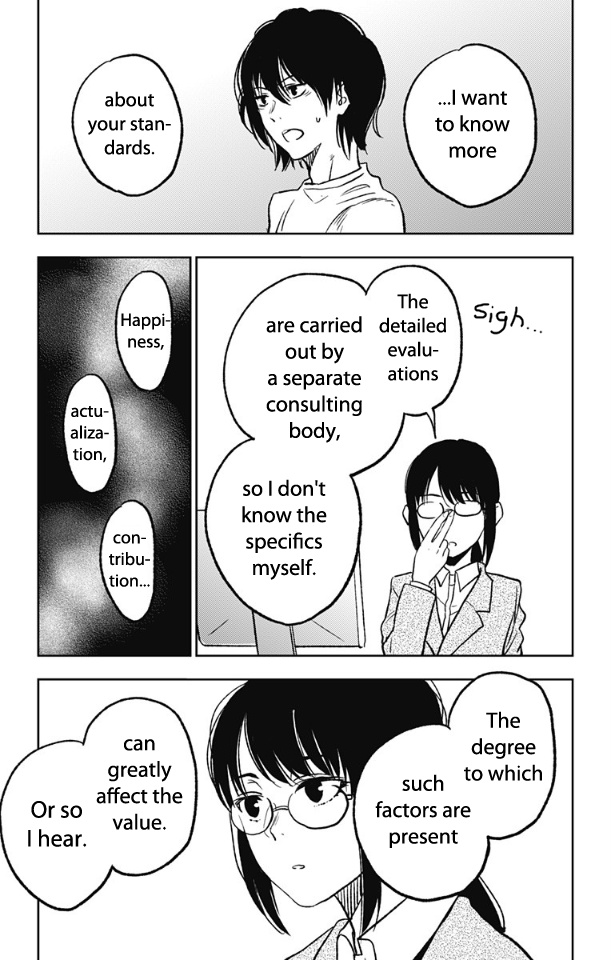 ...I want
to know
more
about
your stan-
dards.
The
detailed
evalu-
ations
are carried
out by
a separate
consulting
body,
so I don't
know the
specifics
myself.
sigh...
Happi-
ness,
actu-
aliza-
tion,
con-
tribu-
tion...
The
degree
to which
such
factors are
present
can
greatly
affect the
value.
Or so
I hear.